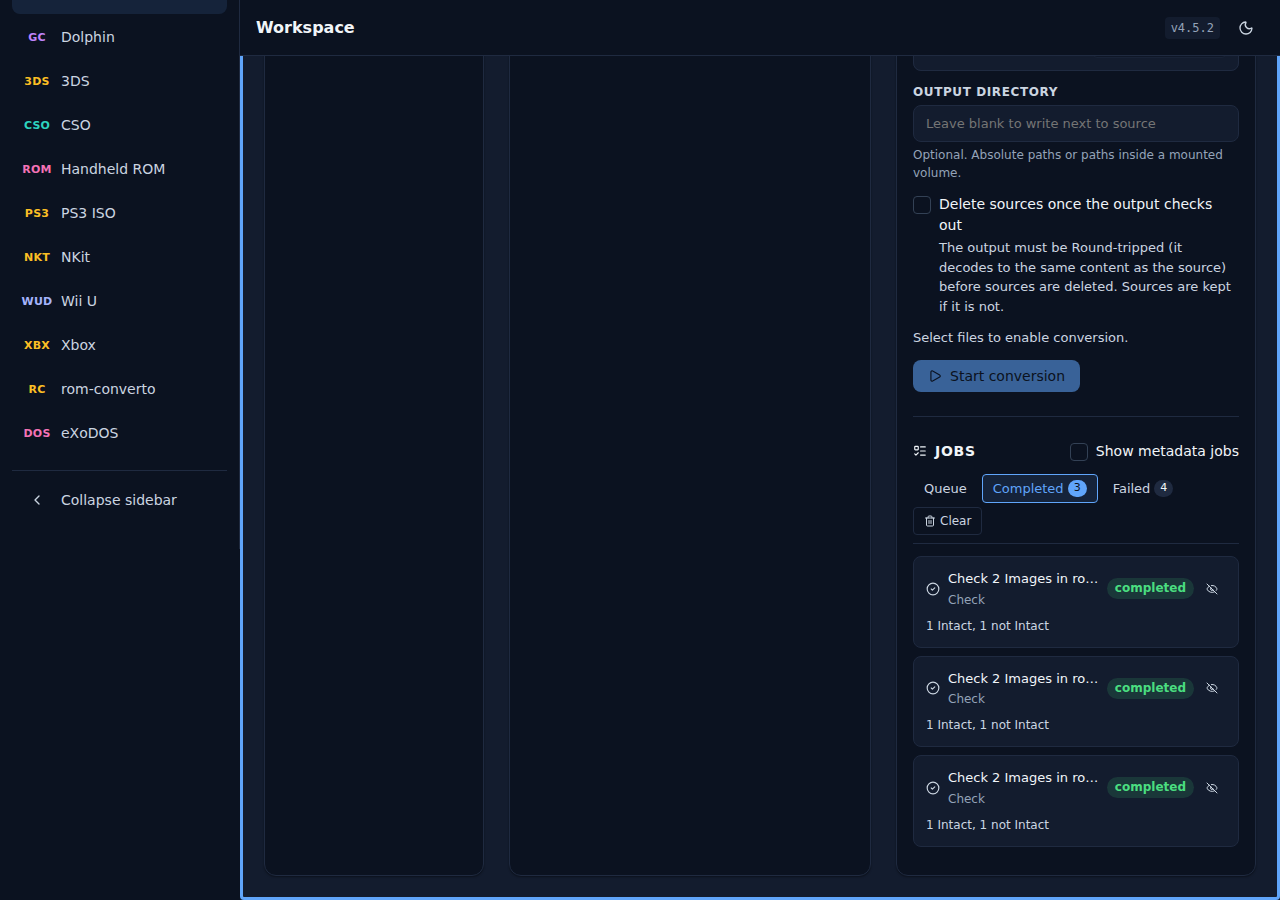 Workspace
v4.5.2
GC Dolphin
3DS 3DS
CSO CSO
ROM Handheld ROM
PS3 PS3 ISO
NKT NKit
WUD Wii U
XBX Xbox
RC rom-converto
DOS eXoDOS
Collapse sidebar
OUTPUT DIRECTORY
Leave blank to write next to source
Optional. Absolute paths or paths inside a mounted
volume.
Delete sources once the output checks
out
The output must be Round-tripped (it
decodes to the same content as the source)
before sources are deleted. Sources are kept
if it is not.
Select files to enable conversion.
Start conversion
JOBS
Show metadata jobs
Queue Completed 3 Failed 4
Clear
Check 2 Images in ro... completed
Check
1 Intact, 1 not Intact
Check 2 Images in ro... completed
Check
1 Intact, 1 not Intact
Check 2 Images in ro... completed
Check
1 Intact, 1 not Intact